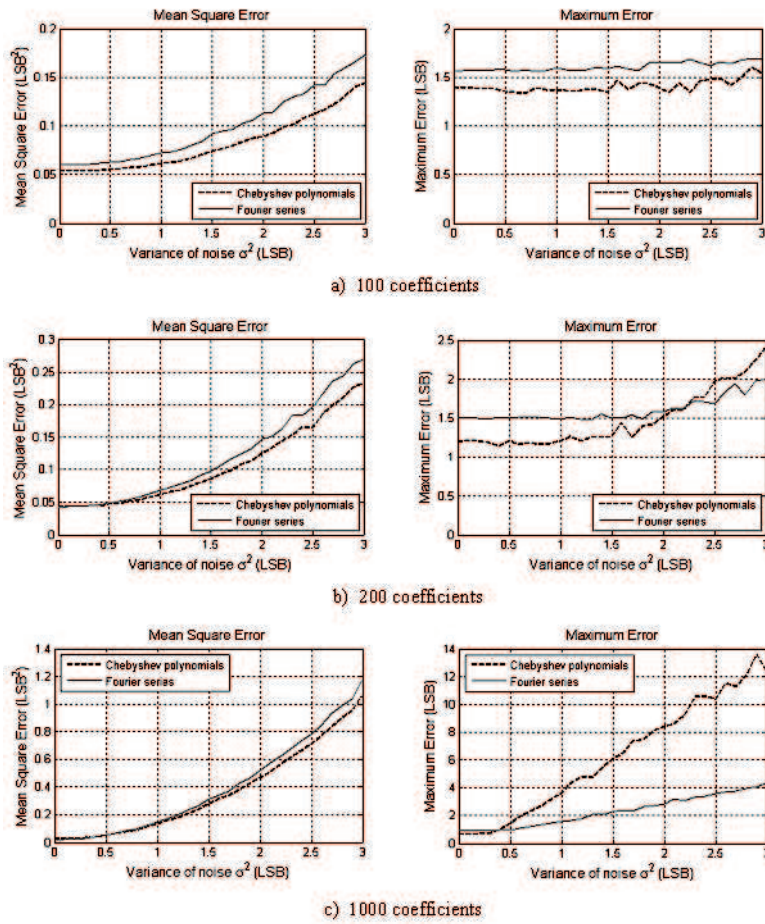 Mean Square Error
Mean Square Error (LSB²)
0.2
0.15
0.1
0.05
0
0 0.5 1 1.5 2 2.5 3
Chebyshev polynomials
Fourier series
Variance of noise σ² (LSB)
Maximum Error
Maximum Error (LSB)
2
1.5
1
0.5
0
0 0.5 1 1.5 2 2.5 3
Chebyshev polynomials
Fourier series
Variance of noise σ² (LSB)
a) 100 coefficients
Mean Square Error
Mean Square Error (LSB²)
0.3
0.25
0.2
0.15
0.1
0.05
0
0 0.5 1 1.5 2 2.5 3
Chebyshev polynomials
Fourier series
Variance of noise σ² (LSB)
Maximum Error
Maximum Error (LSB)
2.5
2
1.5
1
0.5
0
0 0.5 1 1.5 2 2.5 3
Chebyshev polynomials
Fourier series
Variance of noise σ² (LSB)
b) 200 coefficients
Mean Square Error
Mean Square Error (LSB²)
1.4
1.2
1
0.8
0.6
0.4
0.2
0
0 0.5 1 1.5 2 2.5 3
Chebyshev polynomials
Fourier series
Variance of noise σ² (LSB)
Maximum Error
Maximum Error (LSB)
14
12
10
8
6
4
2
0
0 0.5 1 1.5 2 2.5 3
Chebyshev polynomials
Fourier series
Variance of noise σ² (LSB)
c) 1000 coefficients